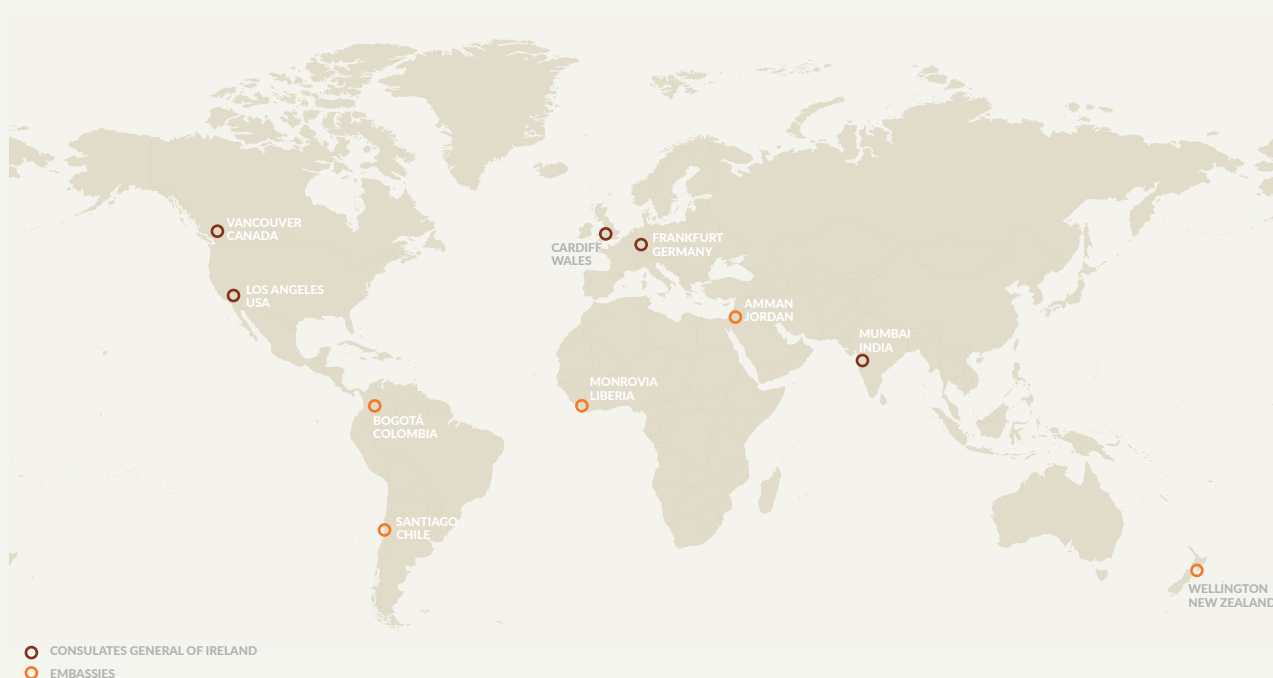 VANCOUVER
CANADA
CARDIFF
WALES
FRANKFURT
GERMANY
LOS ANGELES
USA
AMMAN
JORDAN
MUMBAI
INDIA
MONROVIA
LIBERIA
BOGOTÁ
COLOMBIA
SANTIAGO
CHILE
WELLINGTON
NEW ZEALAND
CONSULATES GENERAL OF IRELAND
EMBASSIES